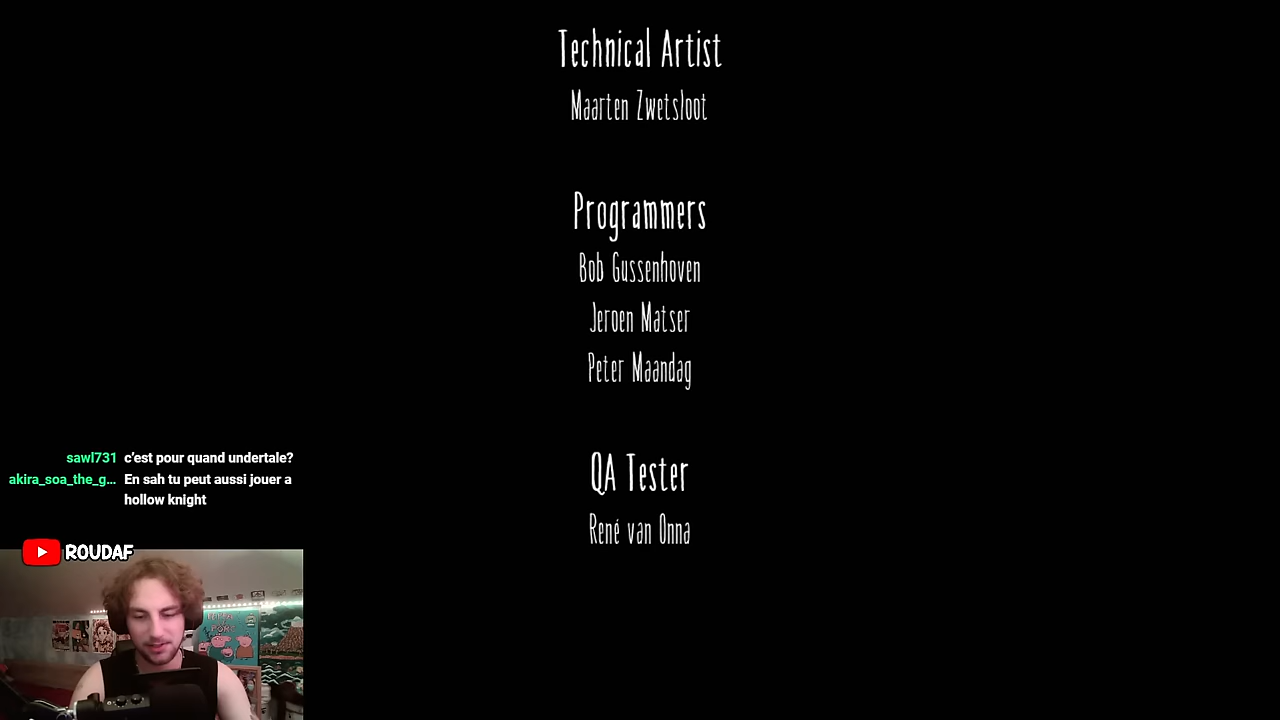 Technical Artist
Maarten Zwetsloot
Programmers
Bob Gussenhoven
Jeroen Matser
Peter Maandag
QA Tester
René van Onna
sawl731 c'est pour quand undertale?
akira_soa_the_g... En sah tu peut aussi jouer a
hollow knight
ROUDAF